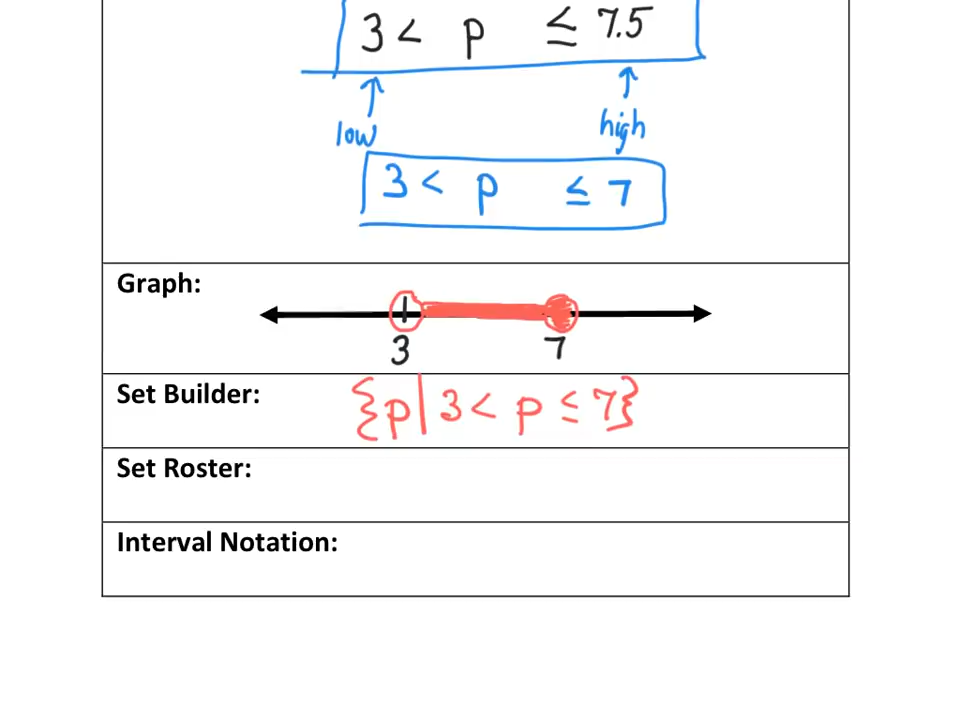 3 < p ≤ 7.5
low high
3 < p ≤ 7
Graph:
3 7
Set Builder: {p| 3 < p ≤ 7}
Set Roster:
Interval Notation: